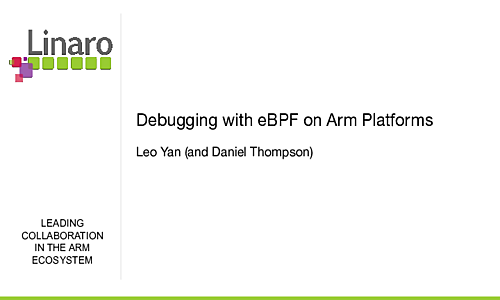 Linaro
Debugging with eBPF on Arm Platforms
Leo Yan (and Daniel Thompson)
LEADING
COLLABORATION
IN THE ARM
ECOSYSTEM